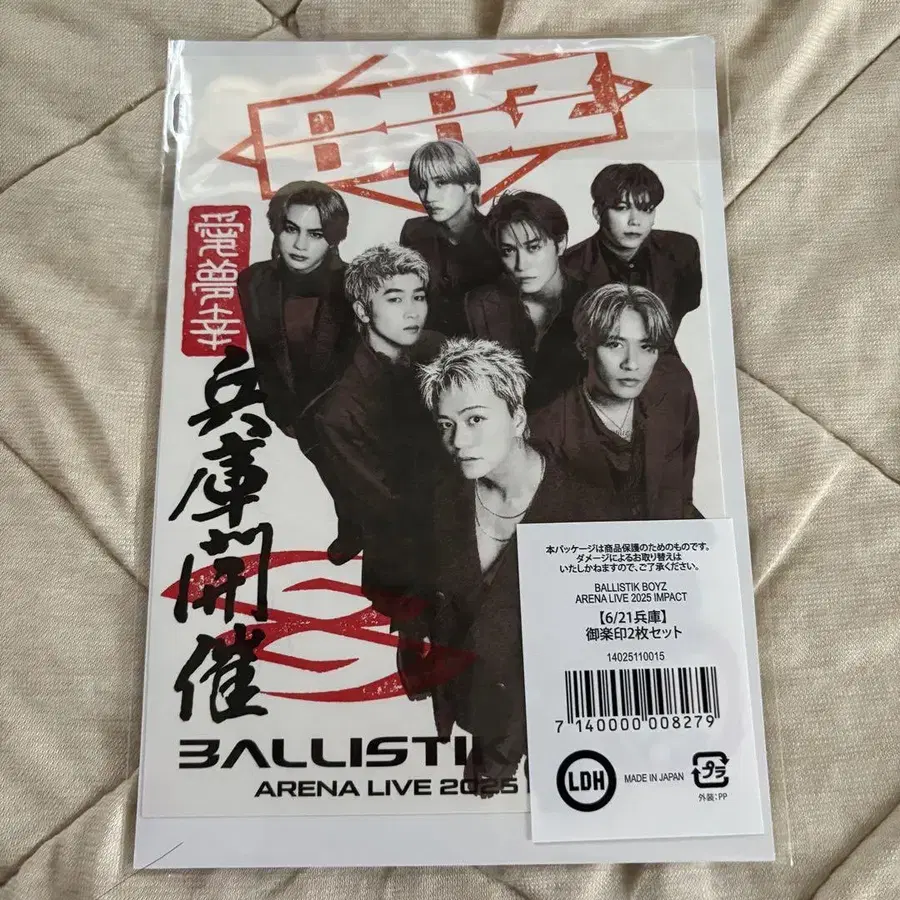 BBZ
愛踊幸
兵庫開催
BALLISTIK
ARENA LIVE 2025 I
本パッケージは商品保護のためのものです。
ダメージによるお取り替えは
いたしかねますので、ご了承ください。
BALLISTIK BOYZ
ARENA LIVE 2025 IMPACT
【6/21兵庫】
御楽印2枚セット
14025110015
7 140000 008279
LDH
MADE IN JAPAN
プラ
外装:PP